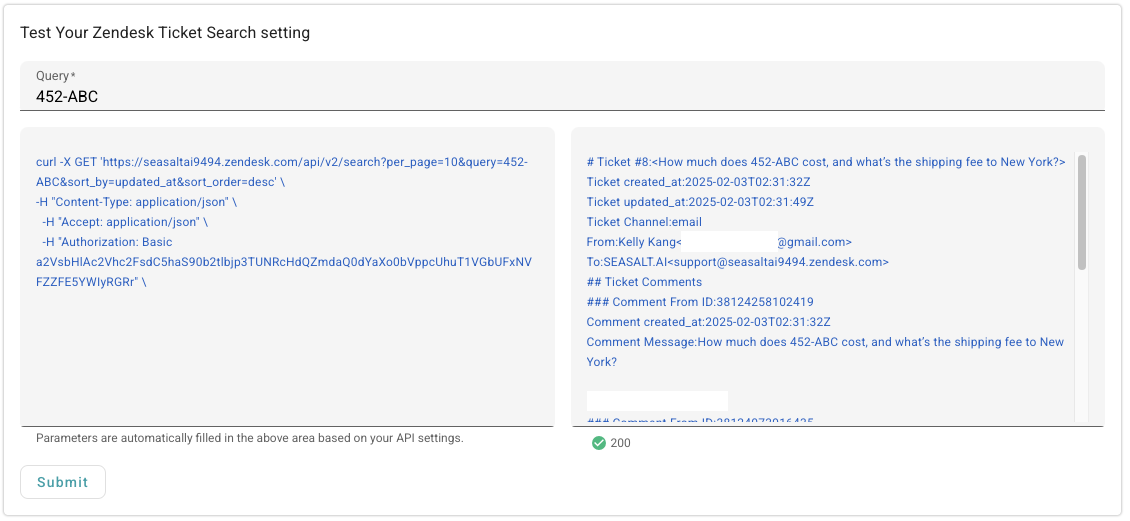 Test Your Zendesk Ticket Search setting
Query*
452-ABC
curl -X GET 'https://seasaltai9494.zendesk.com/api/v2/search?per_page=10&query=452-
ABC&sort_by=updated_at&sort_order=desc' \
-H "Content-Type: application/json" \
-H "Accept: application/json" \
-H "Authorization: Basic
\
Parameters are automatically filled in the above area based on your API settings.
# Ticket #8:<How much does 452-ABC cost, and what’s the shipping fee to New York?>
Ticket created_at:2025-02-03T02:31:32Z
Ticket updated_at:2025-02-03T02:31:49Z
Ticket Channel:email
From:Kelly Kang< @gmail.com>
To:SEASALT.AI<support@seasaltai9494.zendesk.com>
## Ticket Comments
### Comment From ID:38124258102419
Comment created_at:2025-02-03T02:31:32Z
Comment Message:How much does 452-ABC cost, and what’s the shipping fee to New
York?
### Comment From
200
Submit